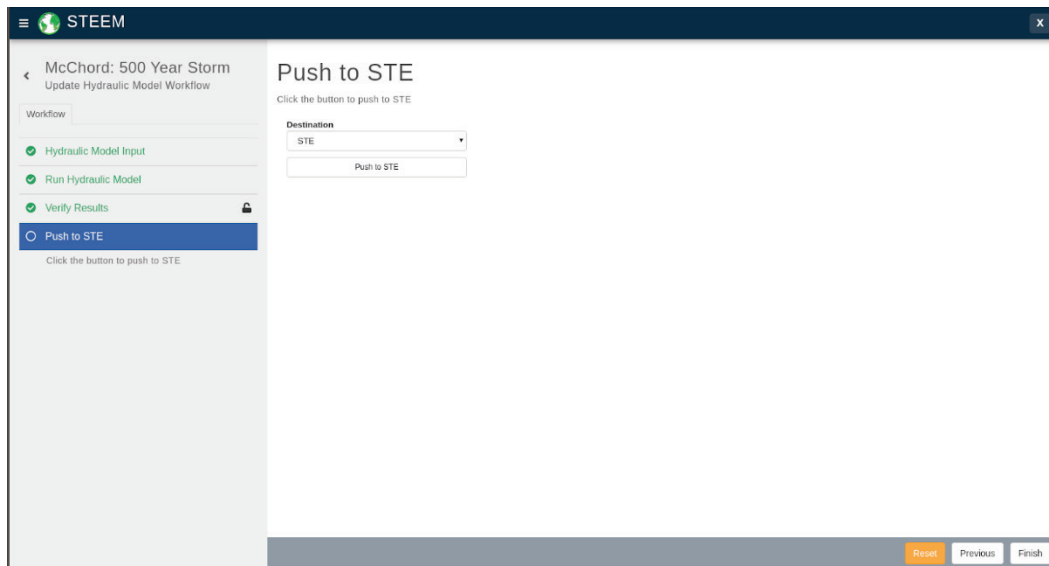 STEEM
X
McChord: 500 Year Storm
Update Hydraulic Model Workflow
Workflow
Hydraulic Model Input
Run Hydraulic Model
Verify Results
Push to STE
Click the button to push to STE
Push to STE
Click the button to push to STE
Destination
STE
Push to STE
Reset
Previous
Finish